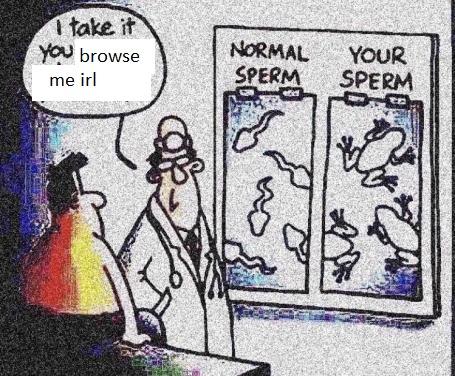 I take it
You browse
me irl
NORMAL
SPERM
YOUR
SPERM